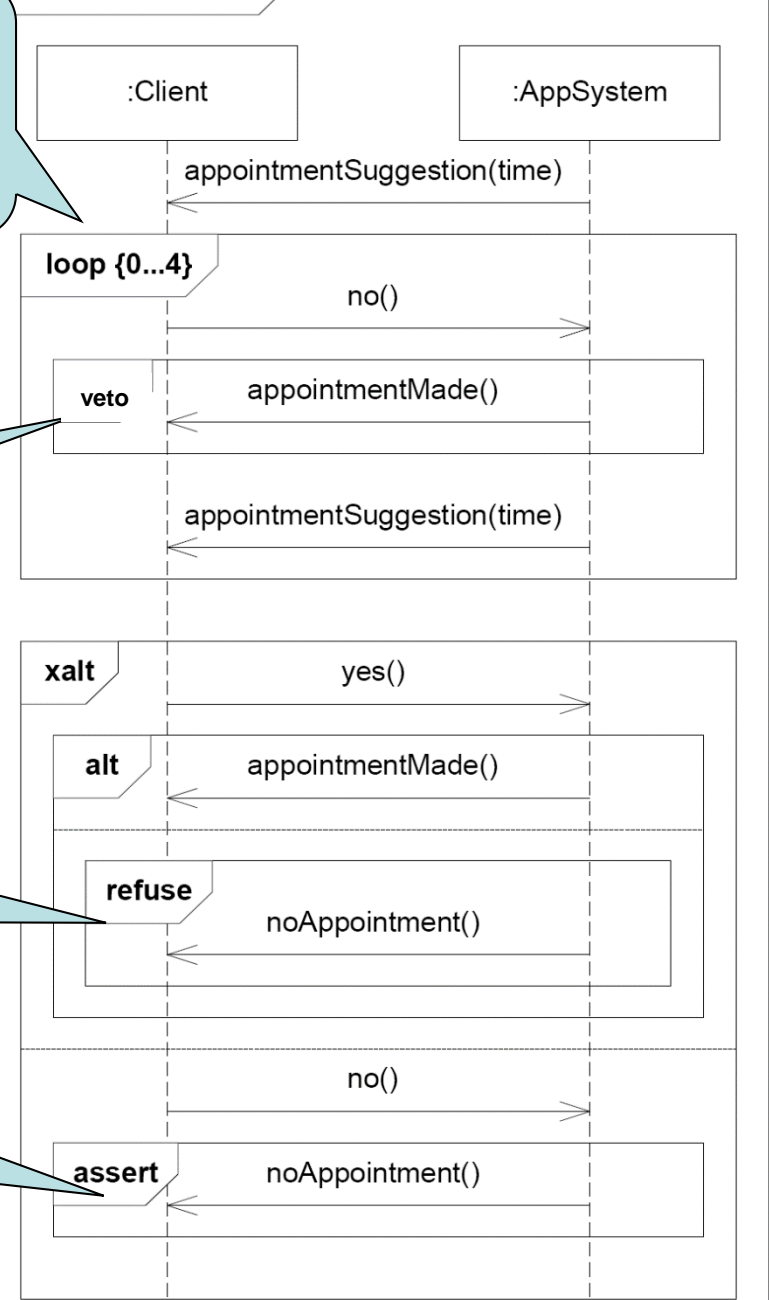 :Client
:AppSystem
appointmentSuggestion(time)
loop {0...4}
no()
veto
appointmentMade()
appointmentSuggestion(time)
xalt
yes()
alt
appointmentMade()
refuse
noAppointment()
no()
assert
noAppointment()